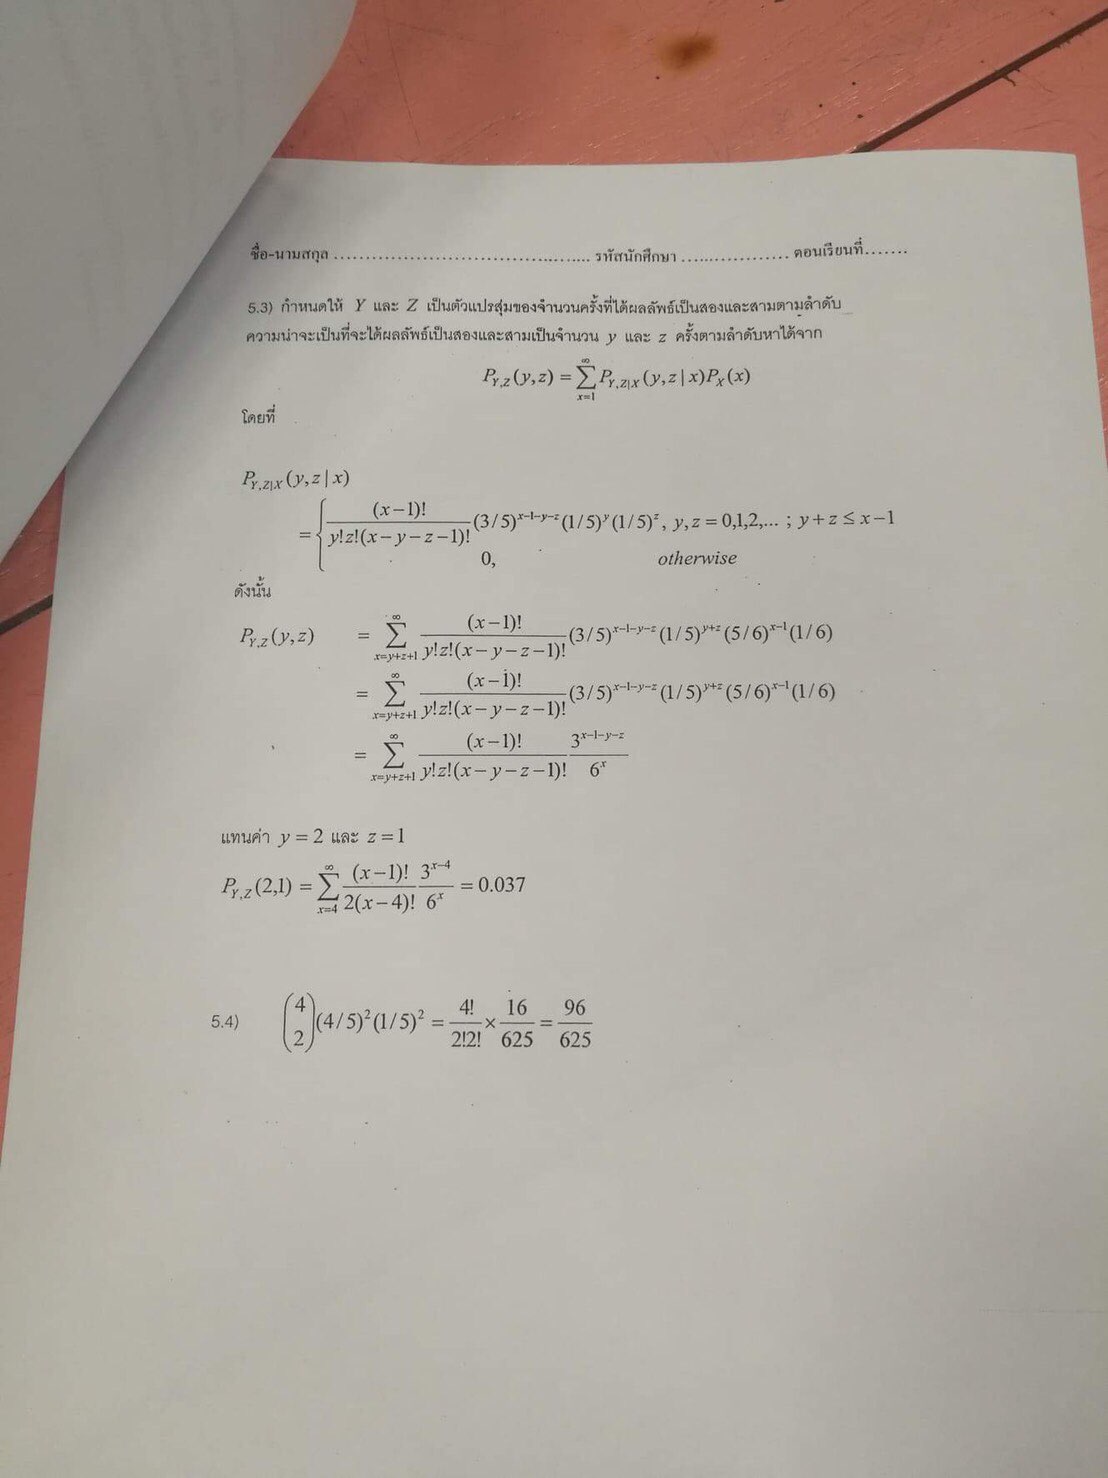 ชื่อ-นามสกุล ........................................ รหัสนักศึกษา ................. ตอนเรียนที่.......
5.3) กำหนดให้ Y และ Z เป็นตัวแปรสุ่มของจำนวนครั้งที่ได้ผลลัพธ์เป็นสองและสามตามลำดับ
ความน่าจะเป็นที่จะได้ผลลัพธ์เป็นสองและสามเป็นจำนวน y และ z ครั้งตามลำดับหาได้จาก
P_{Y,Z}(y,z) = \sum_{x=1}^{∞} P_{Y,Z|X}(y,z|x)P_X(x)
โดยที่
P_{Y,Z|X}(y,z|x)
= { \frac{(x-1)!}{y!z!(x-y-z-1)!}(3/5)^{x-1-y-z}(1/5)^y(1/5)^z, y,z = 0,1,2,... ; y+z ≤ x-1
0, otherwise
ดังนั้น
P_{Y,Z}(y,z) = \sum_{x=y+z+1}^{∞} \frac{(x-1)!}{y!z!(x-y-z-1)!}(3/5)^{x-1-y-z}(1/5)^{y+z}(5/6)^{x-1}(1/6)
= \sum_{x=y+z+1}^{∞} \frac{(x-1)!}{y!z!(x-y-z-1)!}(3/5)^{x-1-y-z}(1/5)^{y+z}(5/6)^{x-1}(1/6)
= \sum_{x=y+z+1}^{∞} \frac{(x-1)!}{y!z!(x-y-z-1)!} \frac{3^{x-1-y-z}}{6^x}
แทนค่า y = 2 และ z = 1
P_{Y,Z}(2,1) = \sum_{x=4}^{∞} \frac{(x-1)!}{2(x-4)!} \frac{3^{x-4}}{6^x} = 0.037
5.4) \binom{4}{2}(4/5)^2(1/5)^2 = \frac{4!}{2!2!} × \frac{16}{625} = \frac{96}{625}